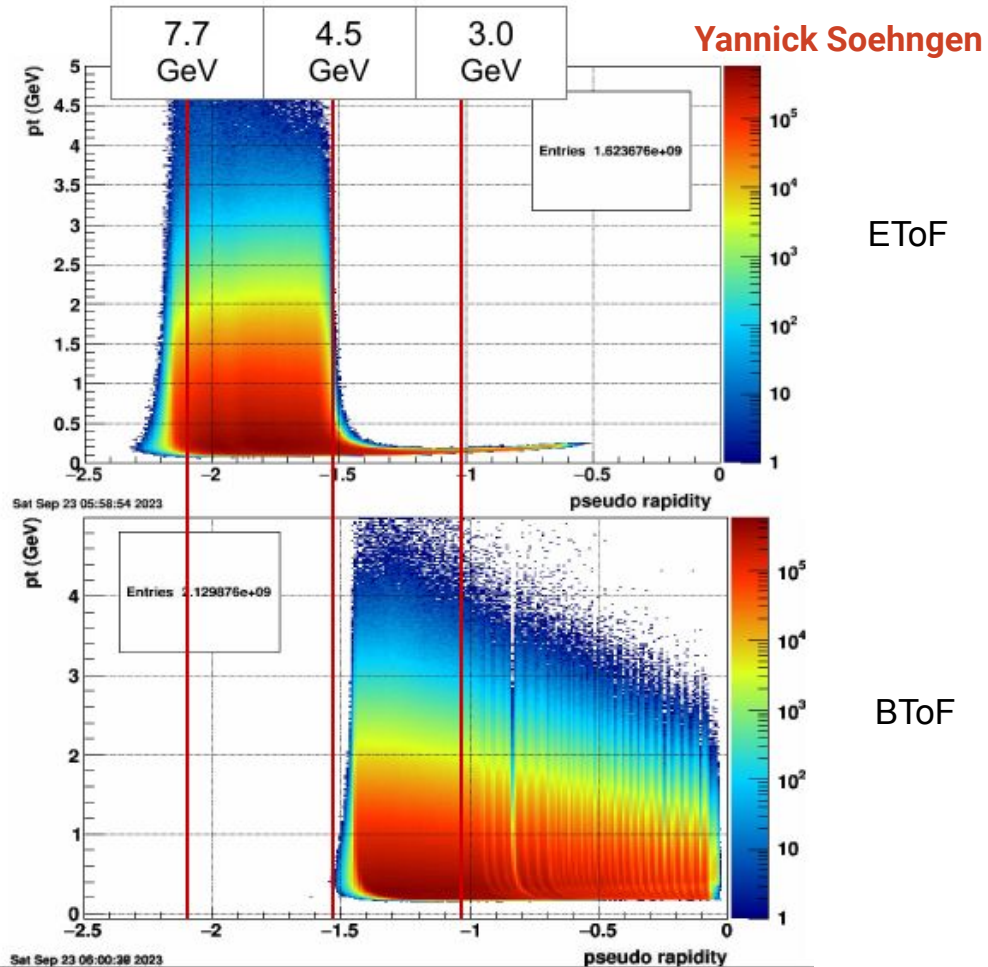 7.7 GeV
4.5 GeV
3.0 GeV
Yannick Soehngen
pt (GeV)
5
4.5
4
3.5
3
2.5
2
1.5
1
0.5
0
Entries 1.623676e+09
10^5
10^4
10^3
10^2
10
1
EToF
−2.5 −2 −1.5 −1 −0.5 0
pseudo rapidity
Sat Sep 23 05:58:54 2023
pt (GeV)
4
3
2
1
0
Entries 2.129876e+09
10^5
10^4
10^3
10^2
10
1
BToF
−2.5 −2 −1.5 −1 −0.5 0
pseudo rapidity
Sat Sep 23 06:00:38 2023